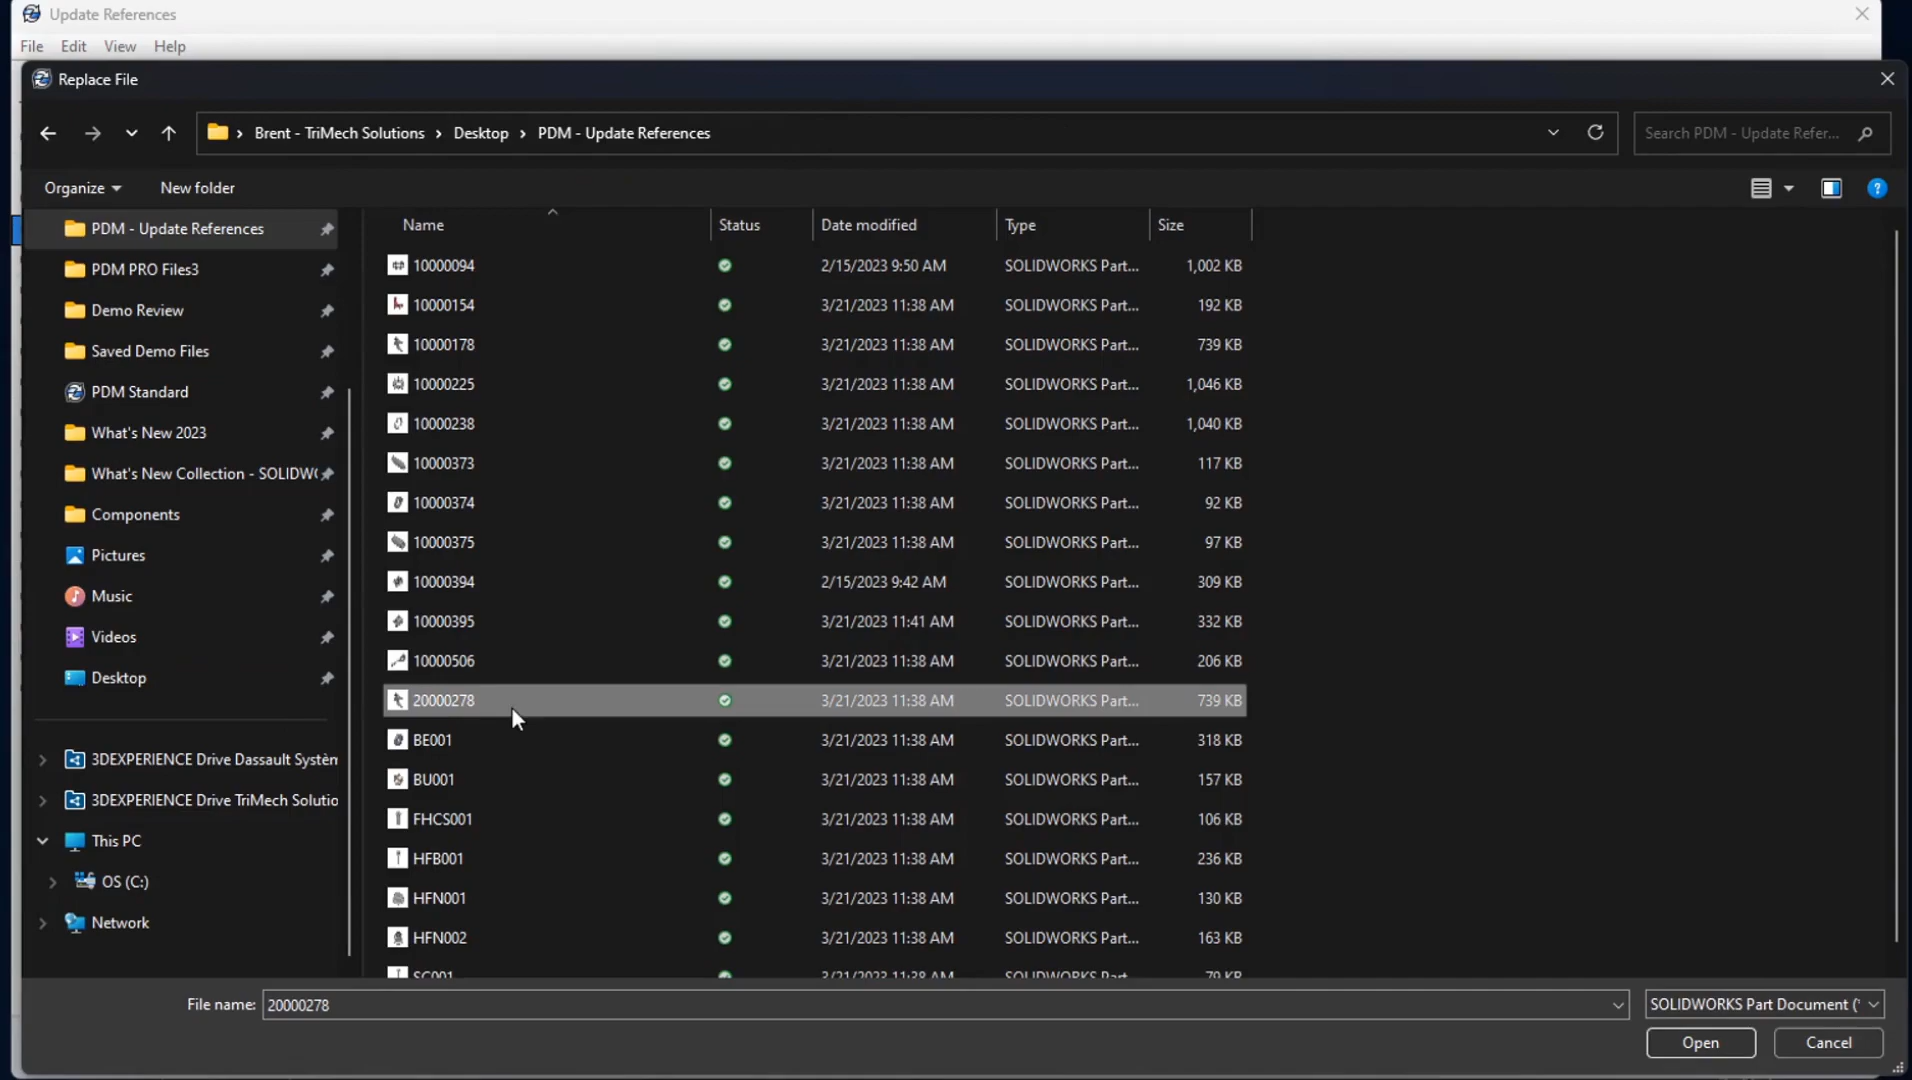 Update References
File Edit View Help
Replace File
Brent - TriMech Solutions > Desktop > PDM - Update References
Search PDM - Update Refer...
Organize New folder
PDM - Update References
PDM PRO Files3
Demo Review
Saved Demo Files
PDM Standard
What's New 2023
What's New Collection - SOLIDW
Components
Pictures
Music
Videos
Desktop
3DEXPERIENCE Drive Dassault Systèm
3DEXPERIENCE Drive TriMech Solutio
This PC
OS (C:)
Network
Name Status Date modified Type Size
10000094 2/15/2023 9:50 AM SOLIDWORKS Part... 1,002 KB
10000154 3/21/2023 11:38 AM SOLIDWORKS Part... 192 KB
10000178 3/21/2023 11:38 AM SOLIDWORKS Part... 739 KB
10000225 3/21/2023 11:38 AM SOLIDWORKS Part... 1,046 KB
10000238 3/21/2023 11:38 AM SOLIDWORKS Part... 1,040 KB
10000373 3/21/2023 11:38 AM SOLIDWORKS Part... 117 KB
10000374 3/21/2023 11:38 AM SOLIDWORKS Part... 92 KB
10000375 3/21/2023 11:38 AM SOLIDWORKS Part... 97 KB
10000394 2/15/2023 9:42 AM SOLIDWORKS Part... 309 KB
10000395 3/21/2023 11:41 AM SOLIDWORKS Part... 332 KB
10000506 3/21/2023 11:38 AM SOLIDWORKS Part... 206 KB
20000278 3/21/2023 11:38 AM SOLIDWORKS Part... 739 KB
BE001 3/21/2023 11:38 AM SOLIDWORKS Part... 318 KB
BU001 3/21/2023 11:38 AM SOLIDWORKS Part... 157 KB
FHCS001 3/21/2023 11:38 AM SOLIDWORKS Part... 106 KB
HFB001 3/21/2023 11:38 AM SOLIDWORKS Part... 236 KB
HFN001 3/21/2023 11:38 AM SOLIDWORKS Part... 130 KB
HFN002 3/21/2023 11:38 AM SOLIDWORKS Part... 163 KB
SC001 3/21/2023 11:38 AM SOLIDWORKS Part... 79 KB
File name: 20000278
SOLIDWORKS Part Document (*
Open Cancel